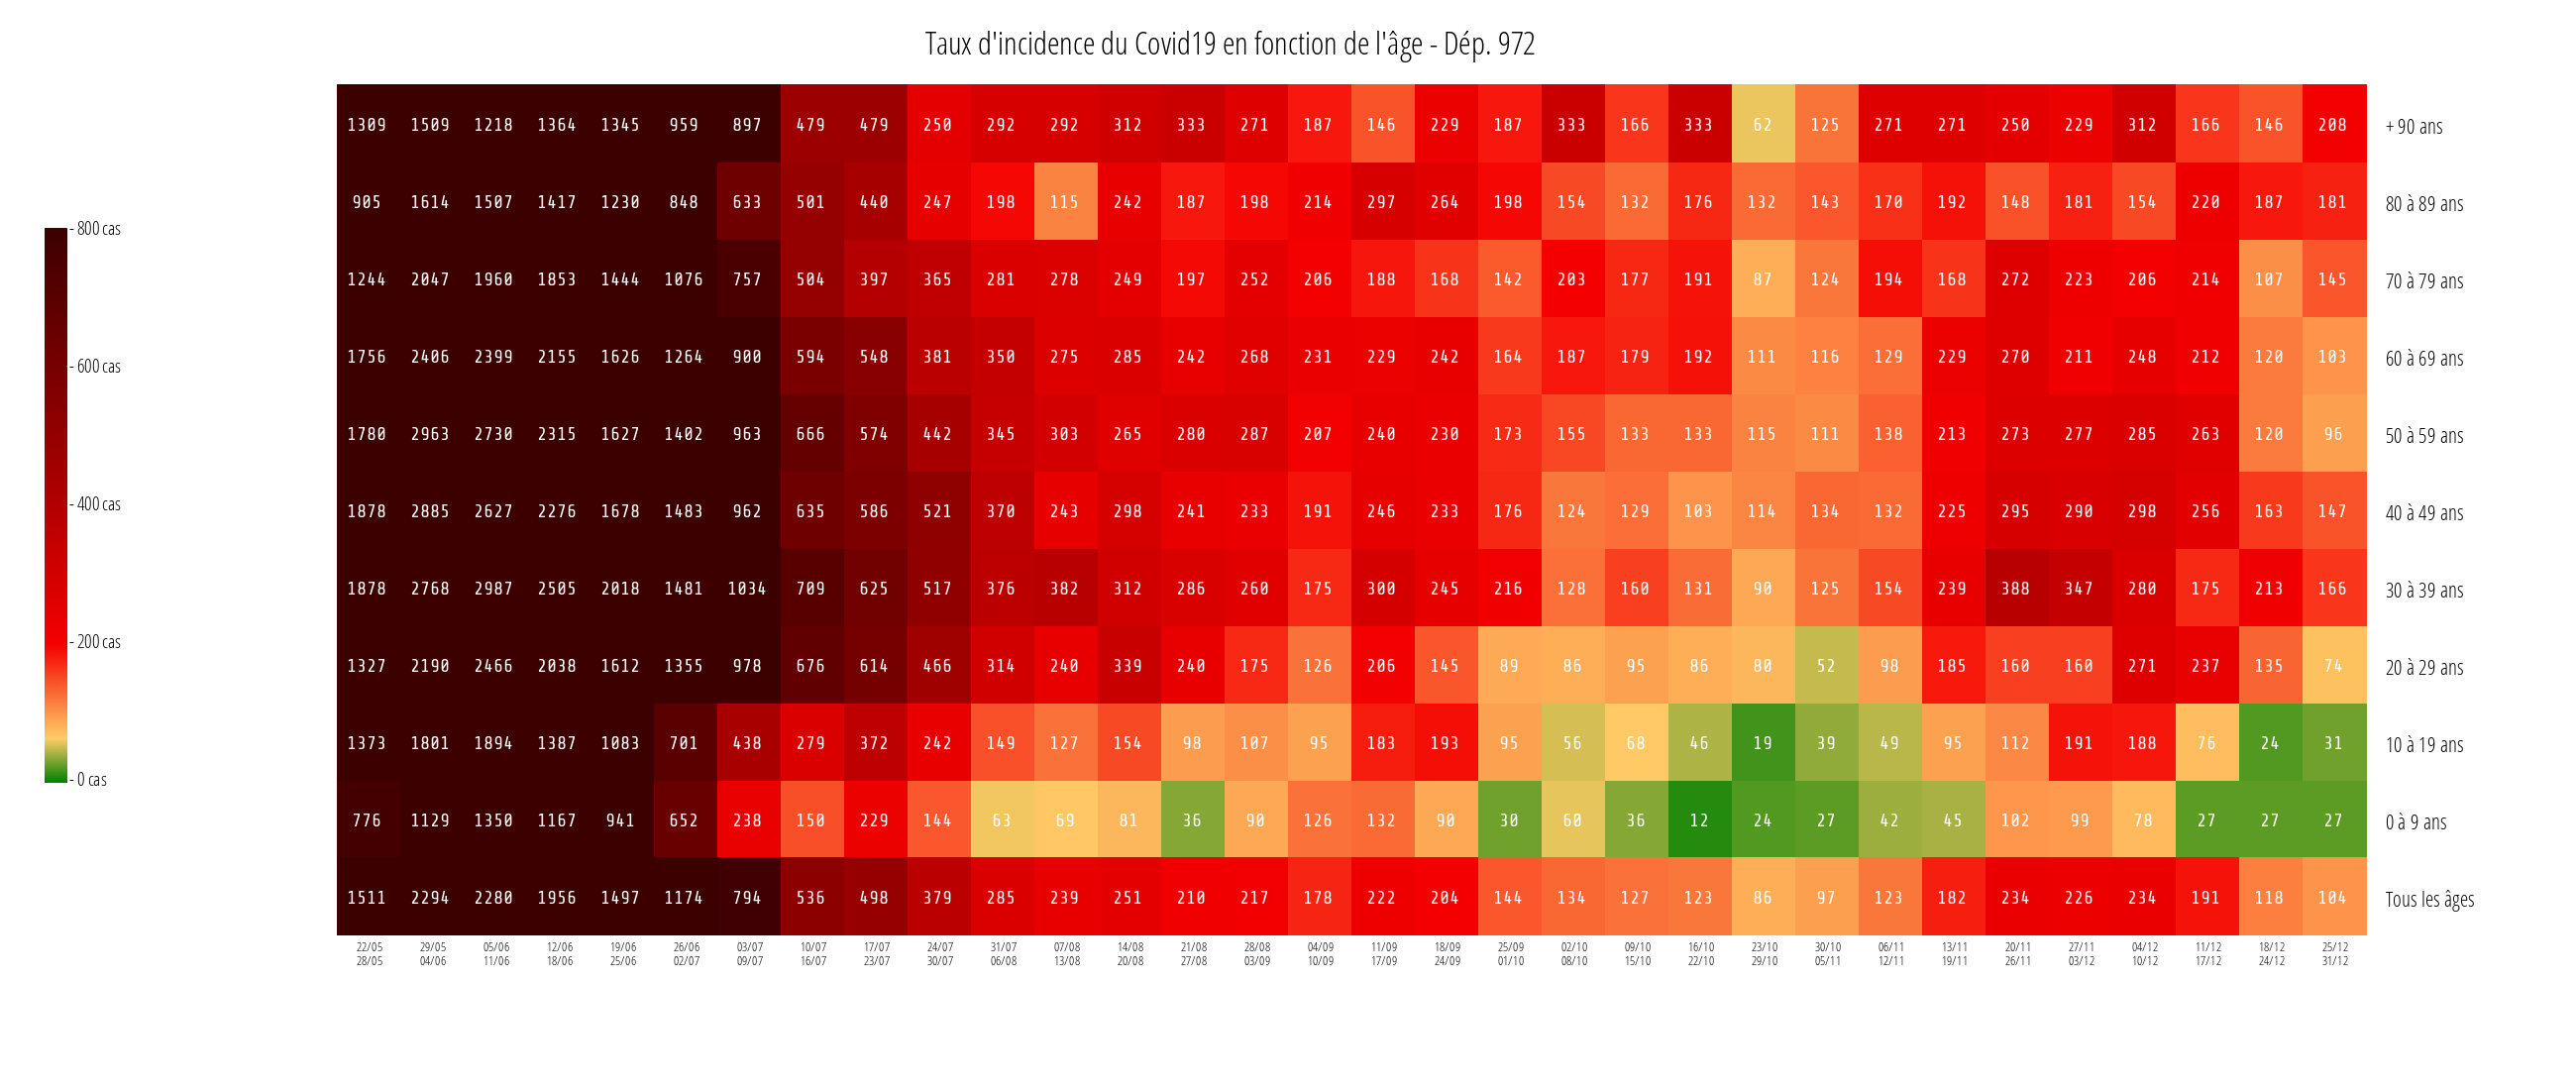 Taux d'incidence du Covid19 en fonction de l'âge - Dép. 972
- 800 cas
- 600 cas
- 400 cas
- 200 cas
- 0 cas
1309 1509 1218 1364 1345 959 897 479 479 250 292 292 312 333 271 187 146 229 187 333 166 333 62 125 271 271 250 229 312 166 146 208 + 90 ans
905 1614 1507 1417 1230 848 633 501 440 247 198 115 242 187 198 214 297 264 198 154 132 176 132 143 170 192 148 181 154 220 187 181 80 à 89 ans
1244 2047 1960 1853 1444 1076 757 504 397 365 281 278 249 197 252 206 188 168 142 203 177 191 87 124 194 168 272 223 206 214 107 145 70 à 79 ans
1756 2406 2399 2155 1626 1264 900 594 548 381 350 275 285 242 268 231 229 242 164 187 179 192 111 116 129 229 270 211 248 212 120 103 60 à 69 ans
1780 2963 2730 2315 1627 1402 963 666 574 442 345 303 265 280 287 207 240 230 173 155 133 133 115 111 138 213 273 277 285 263 120 96 50 à 59 ans
1878 2885 2627 2276 1678 1483 962 635 586 521 370 243 298 241 233 191 246 233 176 124 129 103 114 134 132 225 295 290 298 256 163 147 40 à 49 ans
1878 2768 2987 2505 2018 1481 1034 709 625 517 376 382 312 286 260 175 300 245 216 128 160 131 90 125 154 239 388 347 280 175 213 166 30 à 39 ans
1327 2190 2466 2038 1612 1355 978 676 614 466 314 240 339 240 175 126 206 145 89 86 95 86 80 52 98 185 160 160 271 237 135 74 20 à 29 ans
1373 1801 1894 1387 1083 701 438 279 372 242 149 127 154 98 107 95 183 193 95 56 68 46 19 39 49 95 112 191 188 76 24 31 10 à 19 ans
776 1129 1350 1167 941 652 238 150 229 144 63 69 81 36 90 126 132 90 30 60 36 12 24 27 42 45 102 99 78 27 27 27 0 à 9 ans
1511 2294 2280 1956 1497 1174 794 536 498 379 285 239 251 210 217 178 222 204 144 134 127 123 86 97 123 182 234 226 234 191 118 104 Tous les âges
22/05 29/05 05/06 12/06 19/06 26/06 03/07 10/07 17/07 24/07 31/07 07/08 14/08 21/08 28/08 04/09 11/09 18/09 25/09 02/10 09/10 16/10 23/10 30/10 06/11 13/11 20/11 27/11 04/12 11/12 18/12 25/12
28/05 04/06 11/06 18/06 25/06 02/07 09/07 16/07 23/07 30/07 06/08 13/08 20/08 27/08 03/09 10/09 17/09 24/09 01/10 08/10 15/10 22/10 29/10 05/11 12/11 19/11 26/11 03/12 10/12 17/12 24/12 31/12